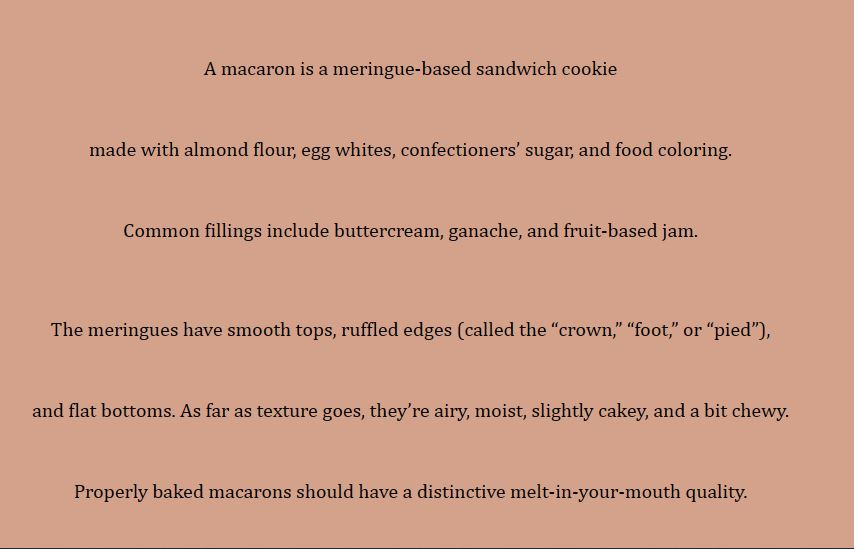 A macaron is a meringue-based sandwich cookie
made with almond flour, egg whites, confectioners’ sugar, and food coloring.
Common fillings include buttercream, ganache, and fruit-based jam.
The meringues have smooth tops, ruffled edges (called the “crown,” “foot,” or “pied”),
and flat bottoms. As far as texture goes, they’re airy, moist, slightly cakey, and a bit chewy.
Properly baked macarons should have a distinctive melt-in-your-mouth quality.